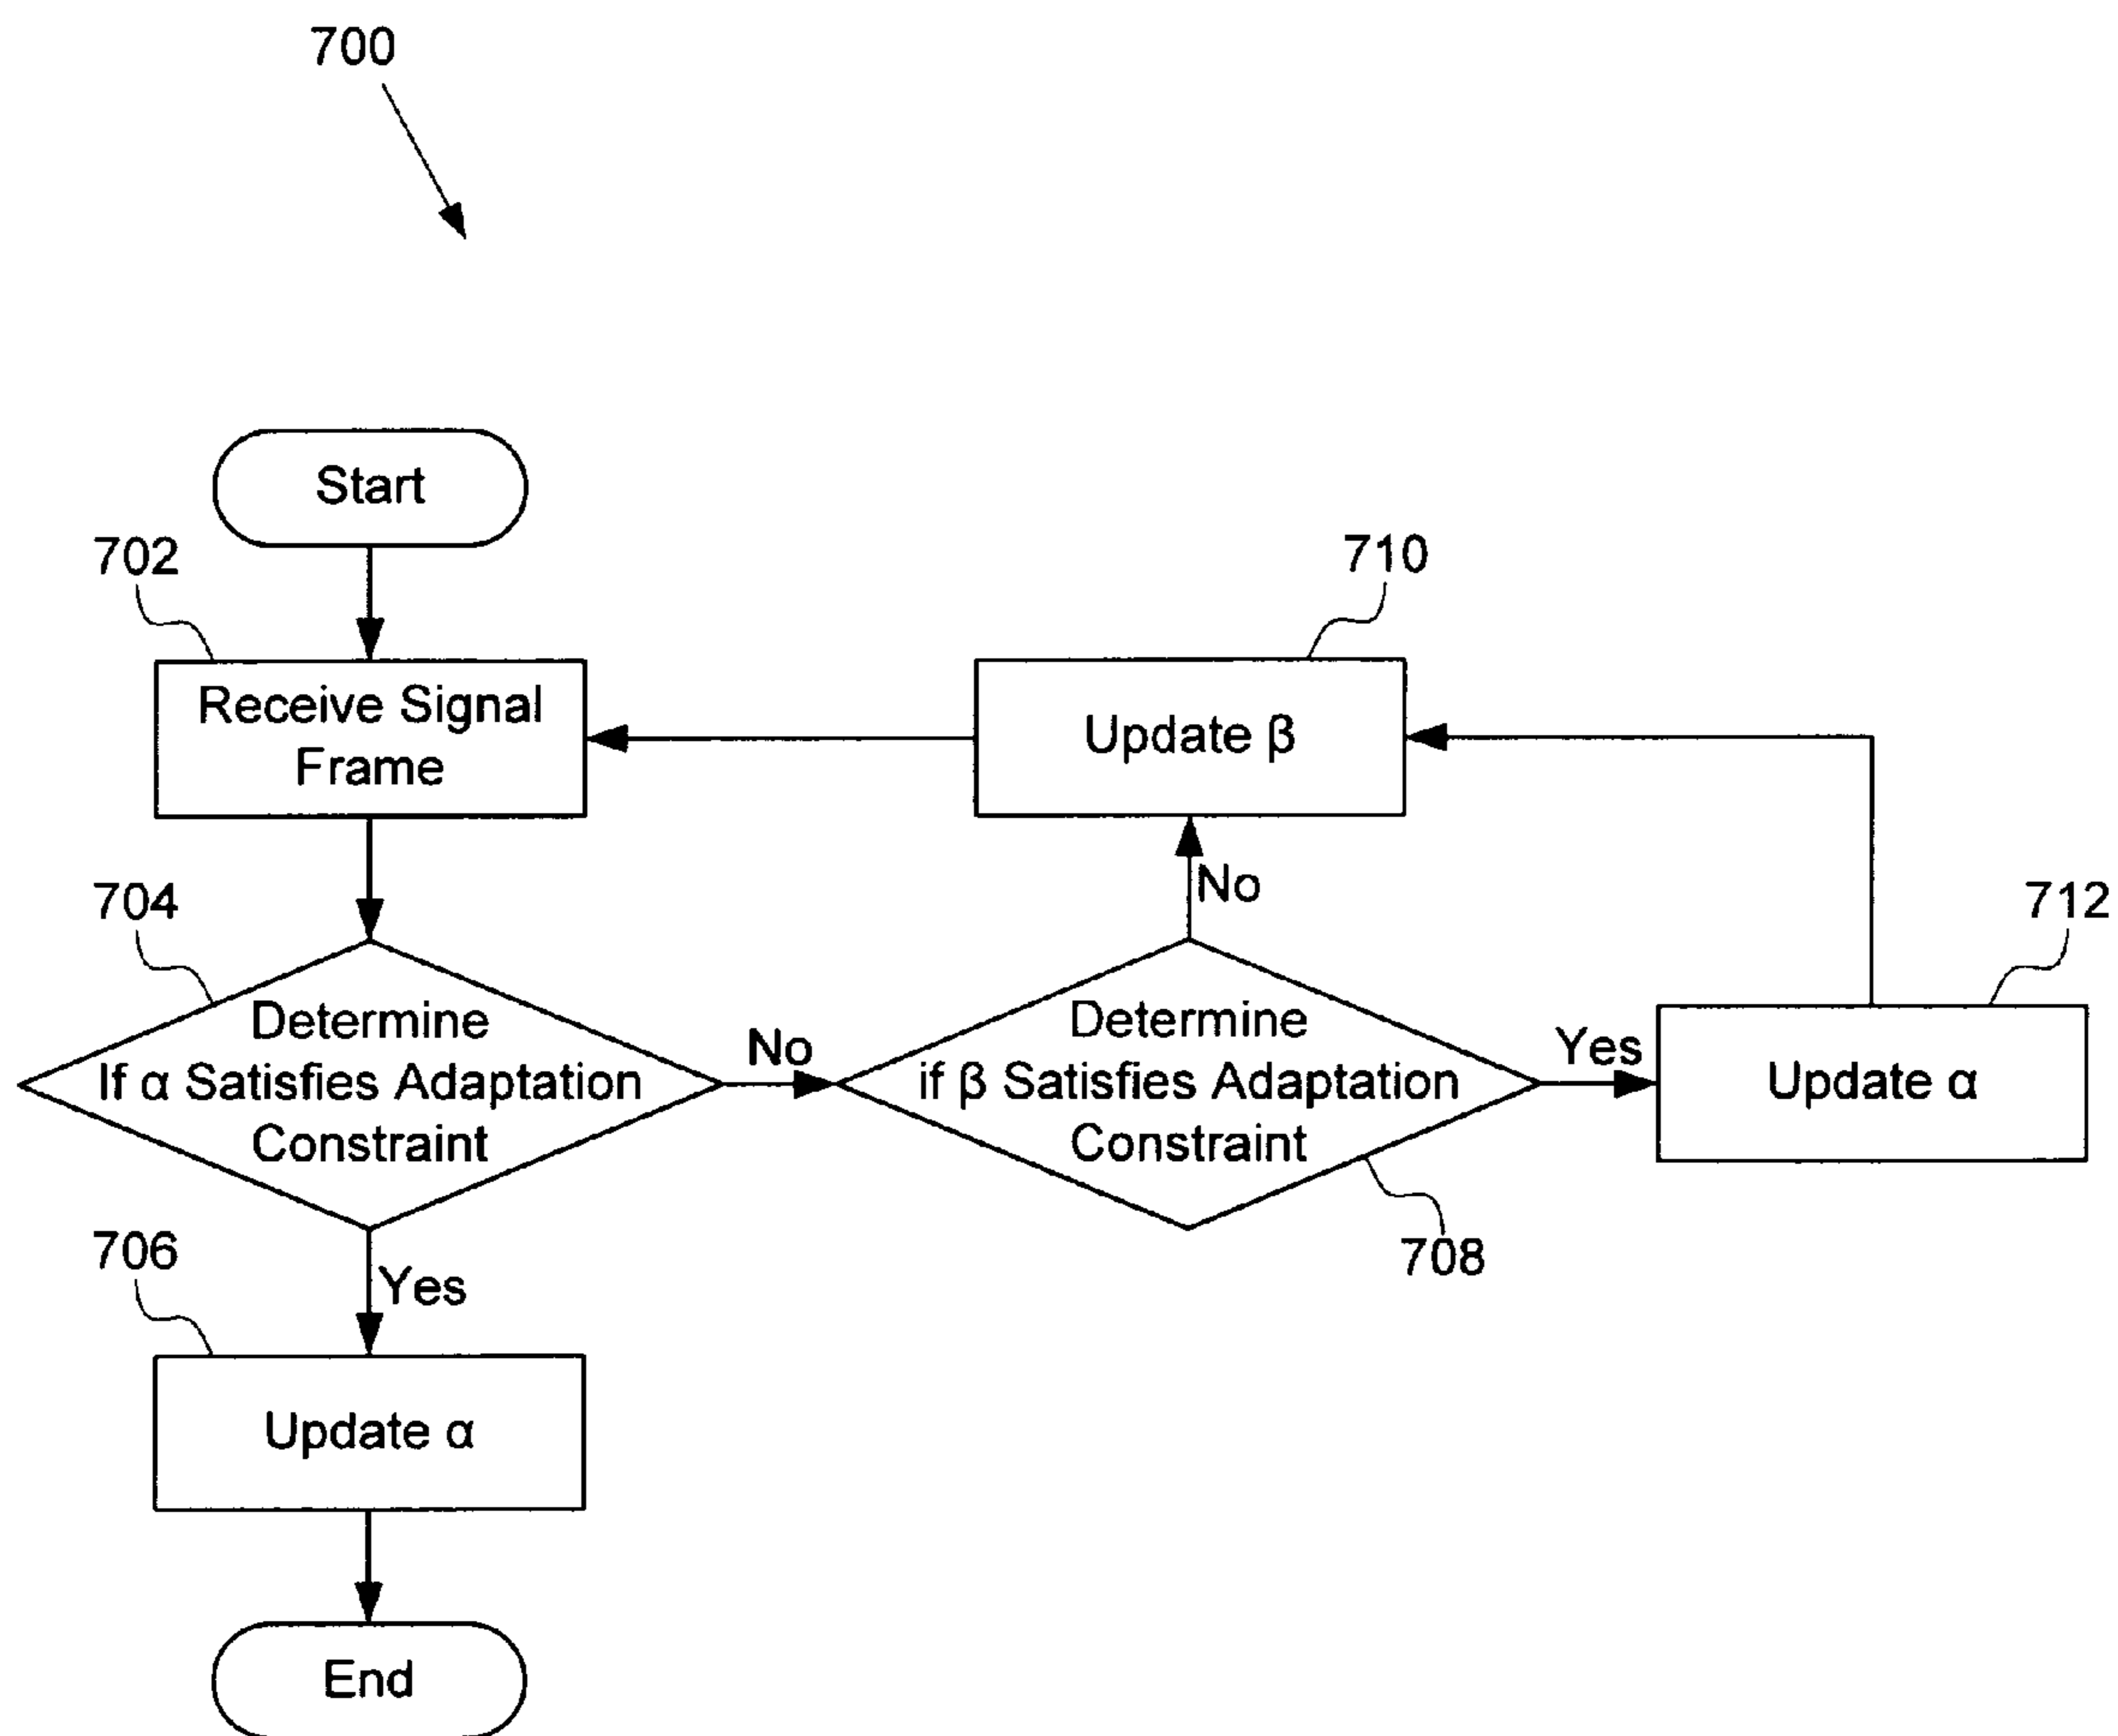 700
Start
702
Receive Signal
Frame
710
Update β
704
Determine
If α Satisfies Adaptation
Constraint
No
No
Determine
if β Satisfies Adaptation
Constraint
708
Yes
712
Update α
706
Yes
Update α
End